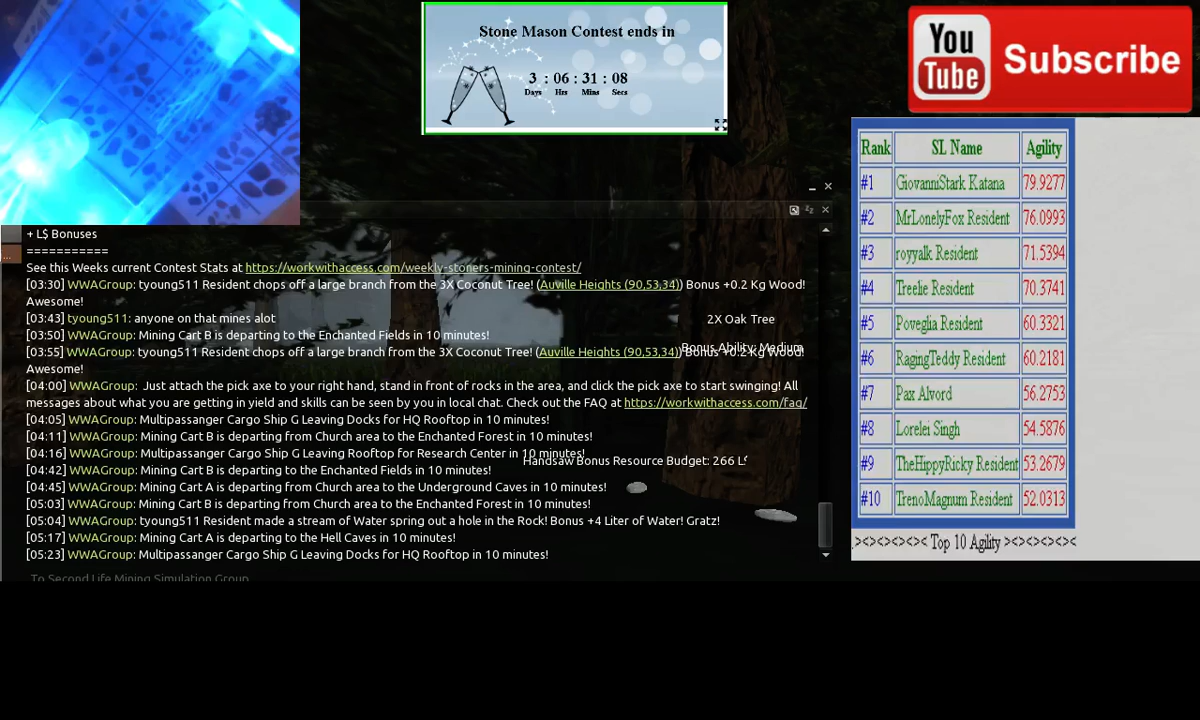 Stone Mason Contest ends in
3 : 06 : 31 : 08
Days Hrs Mins Secs
You Tube Subscribe
+ L$ Bonuses
===========
See this Weeks current Contest Stats at https://workwithaccess.com/weekly-stoners-mining-contest/
[03:30] WWAGroup: tyoung511 Resident chops off a large branch from the 3X Coconut Tree! (Auville Heights (90,53,34)) Bonus +0.2 Kg Wood!
Awesome!
[03:43] tyoung511: anyone on that mines alot
[03:50] WWAGroup: Mining Cart B is departing to the Enchanted Fields in 10 minutes!
[03:55] WWAGroup: tyoung511 Resident chops off a large branch from the 3X Coconut Tree! (Auville Heights (90,53,34)) Bonus +0.2 Kg Wood!
Awesome!
[04:00] WWAGroup: Just attach the pick axe to your right hand, stand in front of rocks in the area, and click the pick axe to start swinging! All
messages about what you are getting in yield and skills can be seen by you in local chat. Check out the FAQ at https://workwithaccess.com/faq/
[04:05] WWAGroup: Multipassanger Cargo Ship G Leaving Docks for HQ Rooftop in 10 minutes!
[04:11] WWAGroup: Mining Cart B is departing from Church area to the Enchanted Forest in 10 minutes!
[04:16] WWAGroup: Multipassanger Cargo Ship G Leaving Rooftop for Research Center in 10 minutes!
[04:42] WWAGroup: Mining Cart B is departing to the Enchanted Fields in 10 minutes!
[04:45] WWAGroup: Mining Cart A is departing from Church area to the Underground Caves in 10 minutes!
[05:03] WWAGroup: Mining Cart B is departing from Church area to the Enchanted Forest in 10 minutes!
[05:04] WWAGroup: tyoung511 Resident made a stream of Water spring out a hole in the Rock! Bonus +4 Liter of Water! Gratz!
[05:17] WWAGroup: Mining Cart A is departing to the Hell Caves in 10 minutes!
[05:23] WWAGroup: Multipassanger Cargo Ship G Leaving Docks for HQ Rooftop in 10 minutes!
To Second Life Mining Simulation Group
2X Oak Tree
Bonus Ability: Medium
Handsaw Bonus Resource Budget: 266 L$
Rank SL Name Agility
#1 GiovanniStark Katana 79.9277
#2 MrLonelyFox Resident 76.0993
#3 royyalk Resident 71.5394
#4 Treelie Resident 70.3741
#5 Poveglia Resident 60.3321
#6 RagingTeddy Resident 60.2181
#7 Pax Alvord 56.2753
#8 Lorelei Singh 54.5876
#9 TheHippyRicky Resident 53.2679
#10 TrenoMagnum Resident 52.0313
.><><><><>< Top 10 Agility ><><><><><